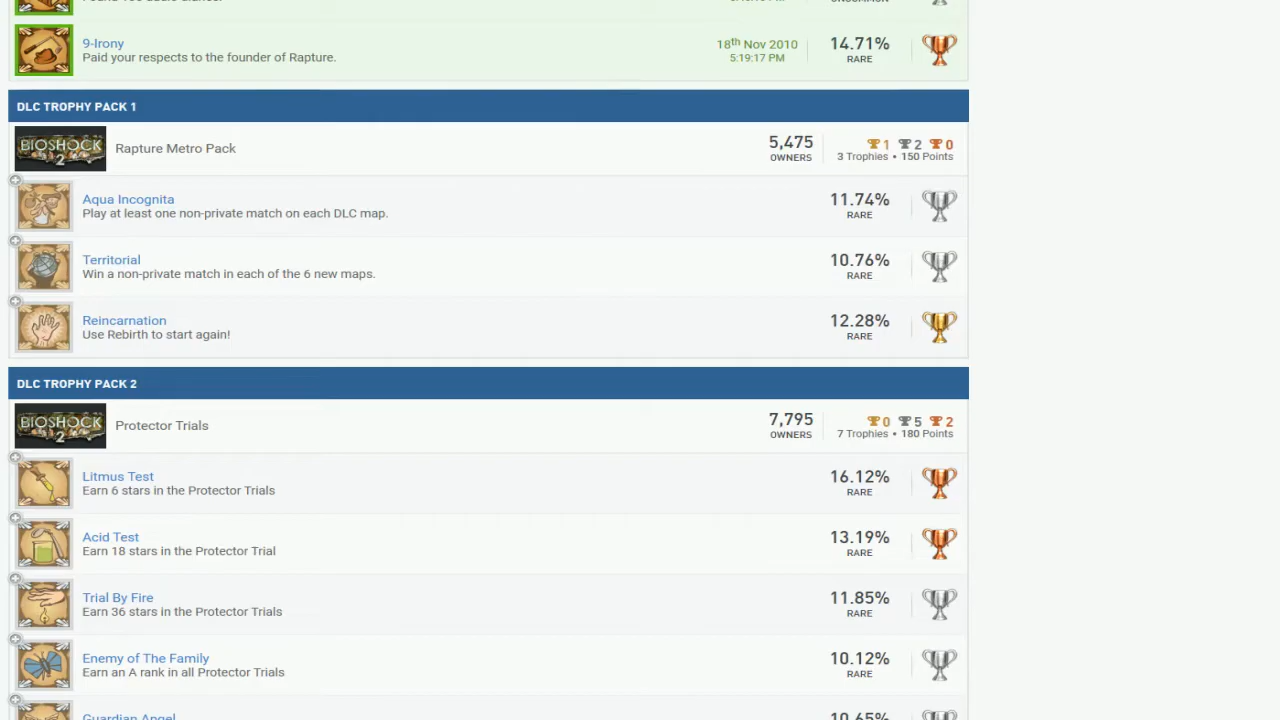 9-Irony
Paid your respects to the founder of Rapture.
18th Nov 2010
5:19:17 PM
14.71%
RARE
DLC TROPHY PACK 1
BIOSHOCK 2
Rapture Metro Pack
5,475
OWNERS
1 2 0
3 Trophies • 150 Points
Aqua Incognita
Play at least one non-private match on each DLC map.
11.74%
RARE
Territorial
Win a non-private match in each of the 6 new maps.
10.76%
RARE
Reincarnation
Use Rebirth to start again!
12.28%
RARE
DLC TROPHY PACK 2
BIOSHOCK 2
Protector Trials
7,795
OWNERS
0 5 2
7 Trophies • 180 Points
Litmus Test
Earn 6 stars in the Protector Trials
16.12%
RARE
Acid Test
Earn 18 stars in the Protector Trial
13.19%
RARE
Trial By Fire
Earn 36 stars in the Protector Trials
11.85%
RARE
Enemy of The Family
Earn an A rank in all Protector Trials
10.12%
RARE
Guardian Angel
10.65%